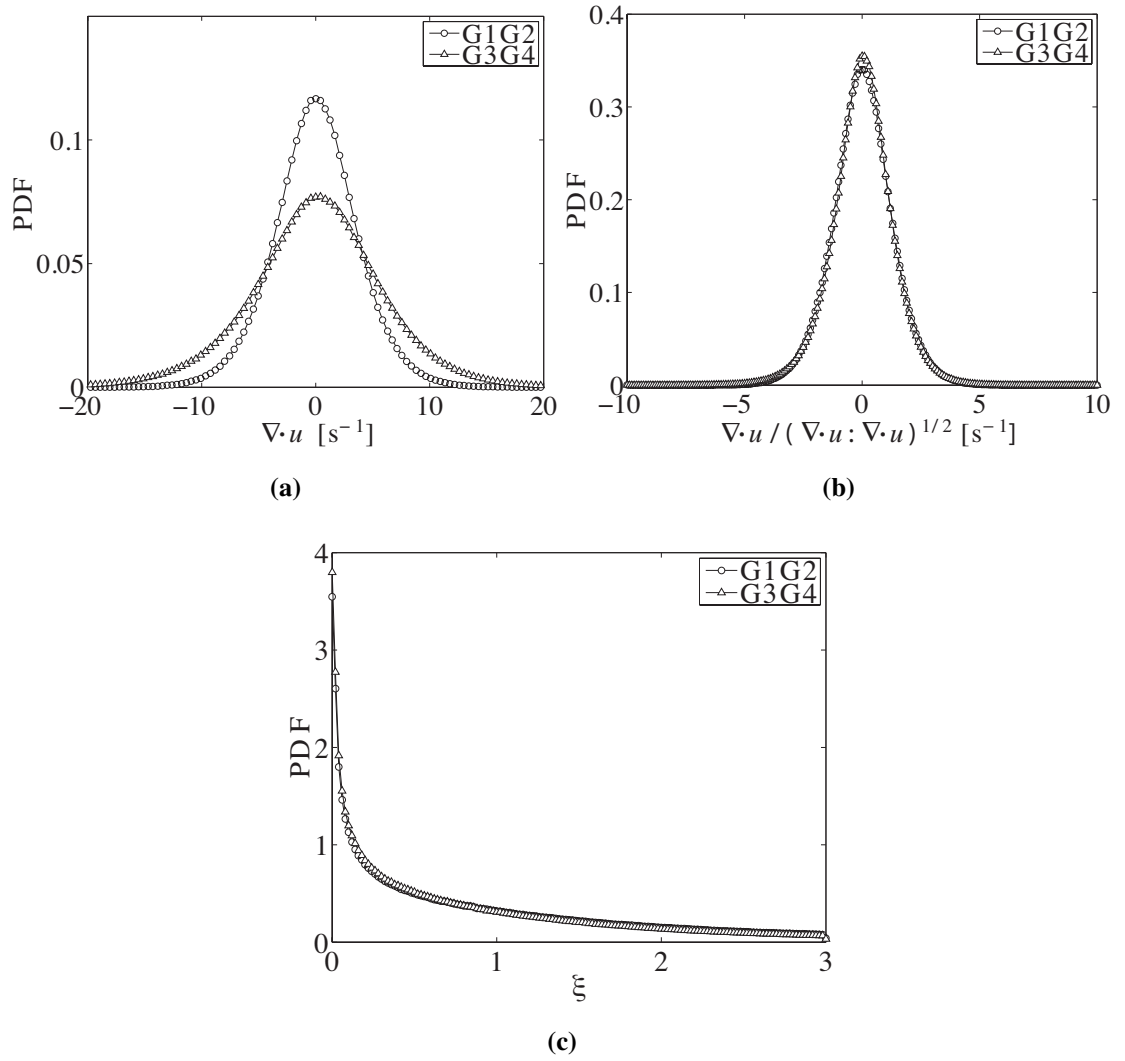 G1G2
G3G4
0.1
0.05
0
PDF
−20
−10
0
10
20
∇·u [s⁻¹]
(a)
G1G2
G3G4
0.4
0.3
0.2
0.1
0
PDF
−10
−5
0
5
10
∇·u / ( ∇·u : ∇·u ) ^{1/2} [s⁻¹]
(b)
G1G2
G3G4
4
3
2
1
0
PDF
0
1
2
3
ξ
(c)